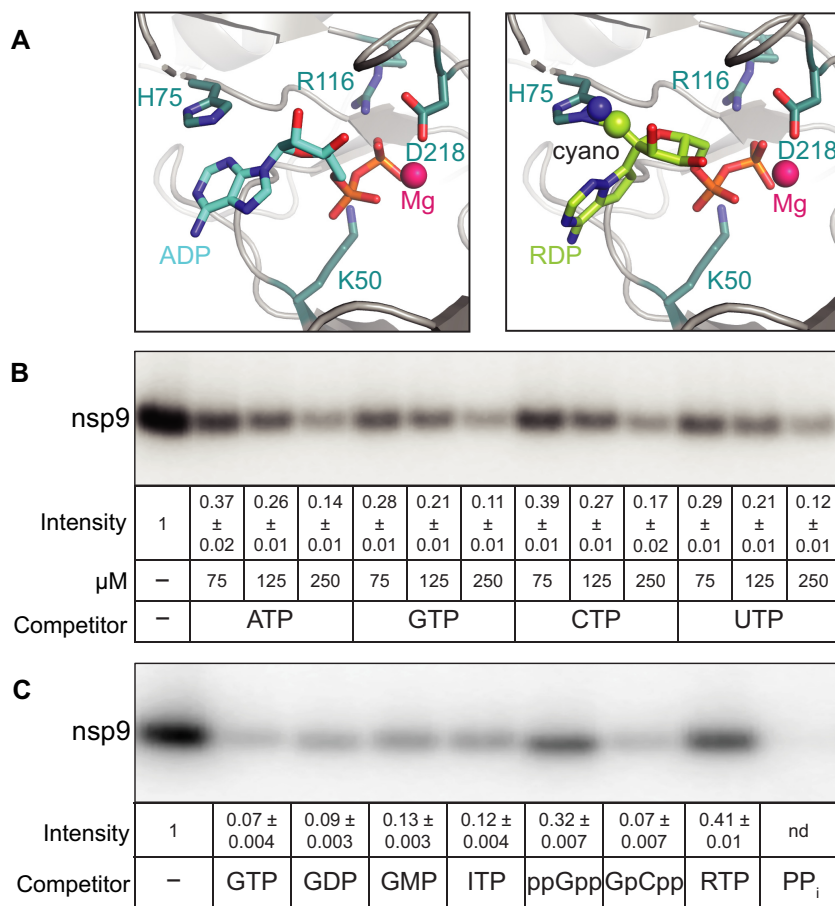 A
H75
R116
D218
Mg
ADP
K50
H75
R116
cyano
D218
Mg
RDP
K50
B
nsp9
Intensity 1 0.37 ± 0.02 0.26 ± 0.01 0.14 ± 0.01 0.28 ± 0.01 0.21 ± 0.01 0.11 ± 0.01 0.39 ± 0.01 0.27 ± 0.01 0.17 ± 0.02 0.29 ± 0.01 0.21 ± 0.01 0.12 ± 0.01
µM – 75 125 250 75 125 250 75 125 250 75 125 250
Competitor – ATP GTP CTP UTP
C
nsp9
Intensity 1 0.07 ± 0.004 0.09 ± 0.003 0.13 ± 0.003 0.12 ± 0.004 0.32 ± 0.007 0.07 ± 0.007 0.41 ± 0.01 nd
Competitor – GTP GDP GMP ITP ppGpp GpCpp RTP PPi